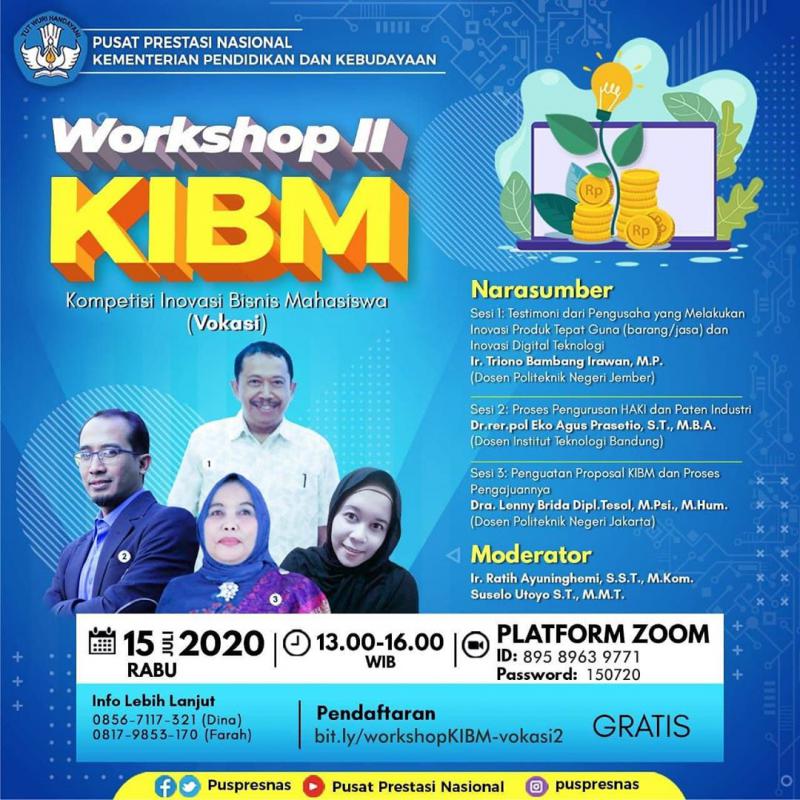 TUT WURI HANDAYANI
PUSAT PRESTASI NASIONAL
KEMENTERIAN PENDIDIKAN DAN KEBUDAYAAN
Workshop II
KIBM
Kompetisi Inovasi Bisnis Mahasiswa
(Vokasi)
Rp
Rp
Rp
Narasumber
Sesi 1: Testimoni dari Pengusaha yang Melakukan
Inovasi Produk Tepat Guna (barang/jasa) dan
Inovasi Digital Teknologi
Ir. Triono Bambang Irawan, M.P.
(Dosen Politeknik Negeri Jember)
Sesi 2: Proses Pengurusan HAKI dan Paten Industri
Dr.rer.pol Eko Agus Prasetio, S.T., M.B.A.
(Dosen Institut Teknologi Bandung)
Sesi 3: Penguatan Proposal KIBM dan Proses
Pengajuannya
Dra. Lenny Brida Dipl.Tesol, M.Psi., M.Hum.
(Dosen Politeknik Negeri Jakarta)
Moderator
Ir. Ratih Ayuninghemi, S.S.T., M.Kom.
Suselo Utoyo S.T., M.M.T.
1
2
3
15 JULI 2020
RABU
13.00-16.00
WIB
PLATFORM ZOOM
ID: 895 8963 9771
Password: 150720
Info Lebih Lanjut
0856-7117-321 (Dina)
0817-9853-170 (Farah)
Pendaftaran
bit.ly/workshopKIBM-vokasi2
GRATIS
Puspresnas
Pusat Prestasi Nasional
puspresnas